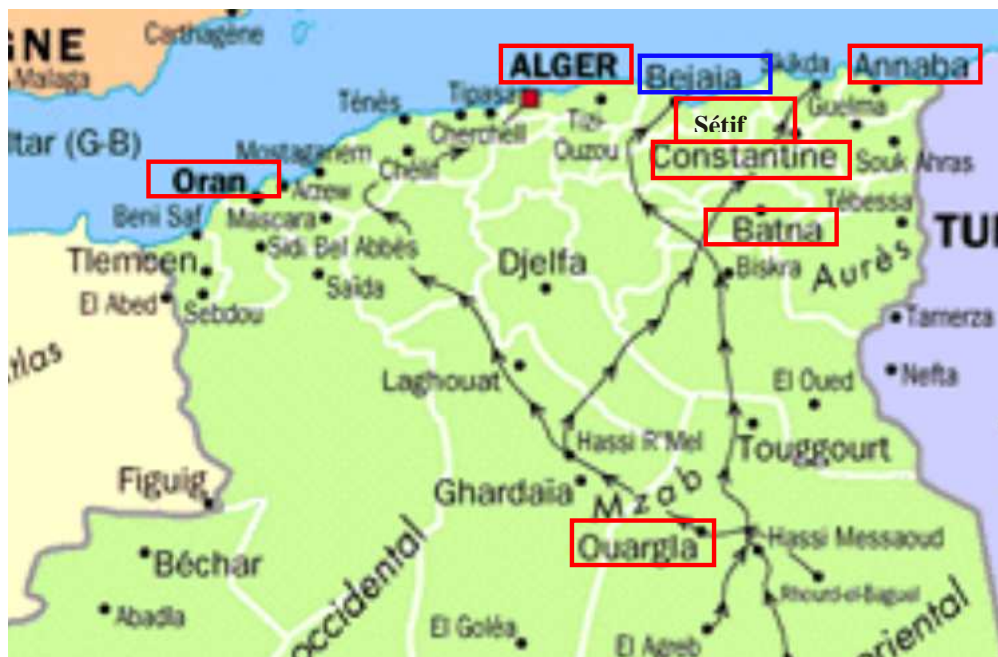 GNE
Carthagène
Malaga
ALGER
Bejaia
Skikda
Annaba
Ténès
Tipasa
Cherchell
Tizi-
Ouzou
Sétif
Guelma
ltar (G-B)
Mostaganem
Chélif
Constantine
Souk Ahras
Oran
Arzew
Beni Saf
Mascara
Batna
Tébessa
TUI
Tlemcen
Sidi Bel Abbès
Djelfa
Biskra
Aurès
El Abed
Sebdou
Saïda
Tamerza
rlas
Laghouat
El Oued
Nefta
Hassi R'Mel
Touggourt
Figuig
Ghardaïa
Mzab
Ouargla
Hassi Messaoud
Béchar
Rhourd-el-Baguel
Abadla
occidental
El Goléa
El Agreb
oriental